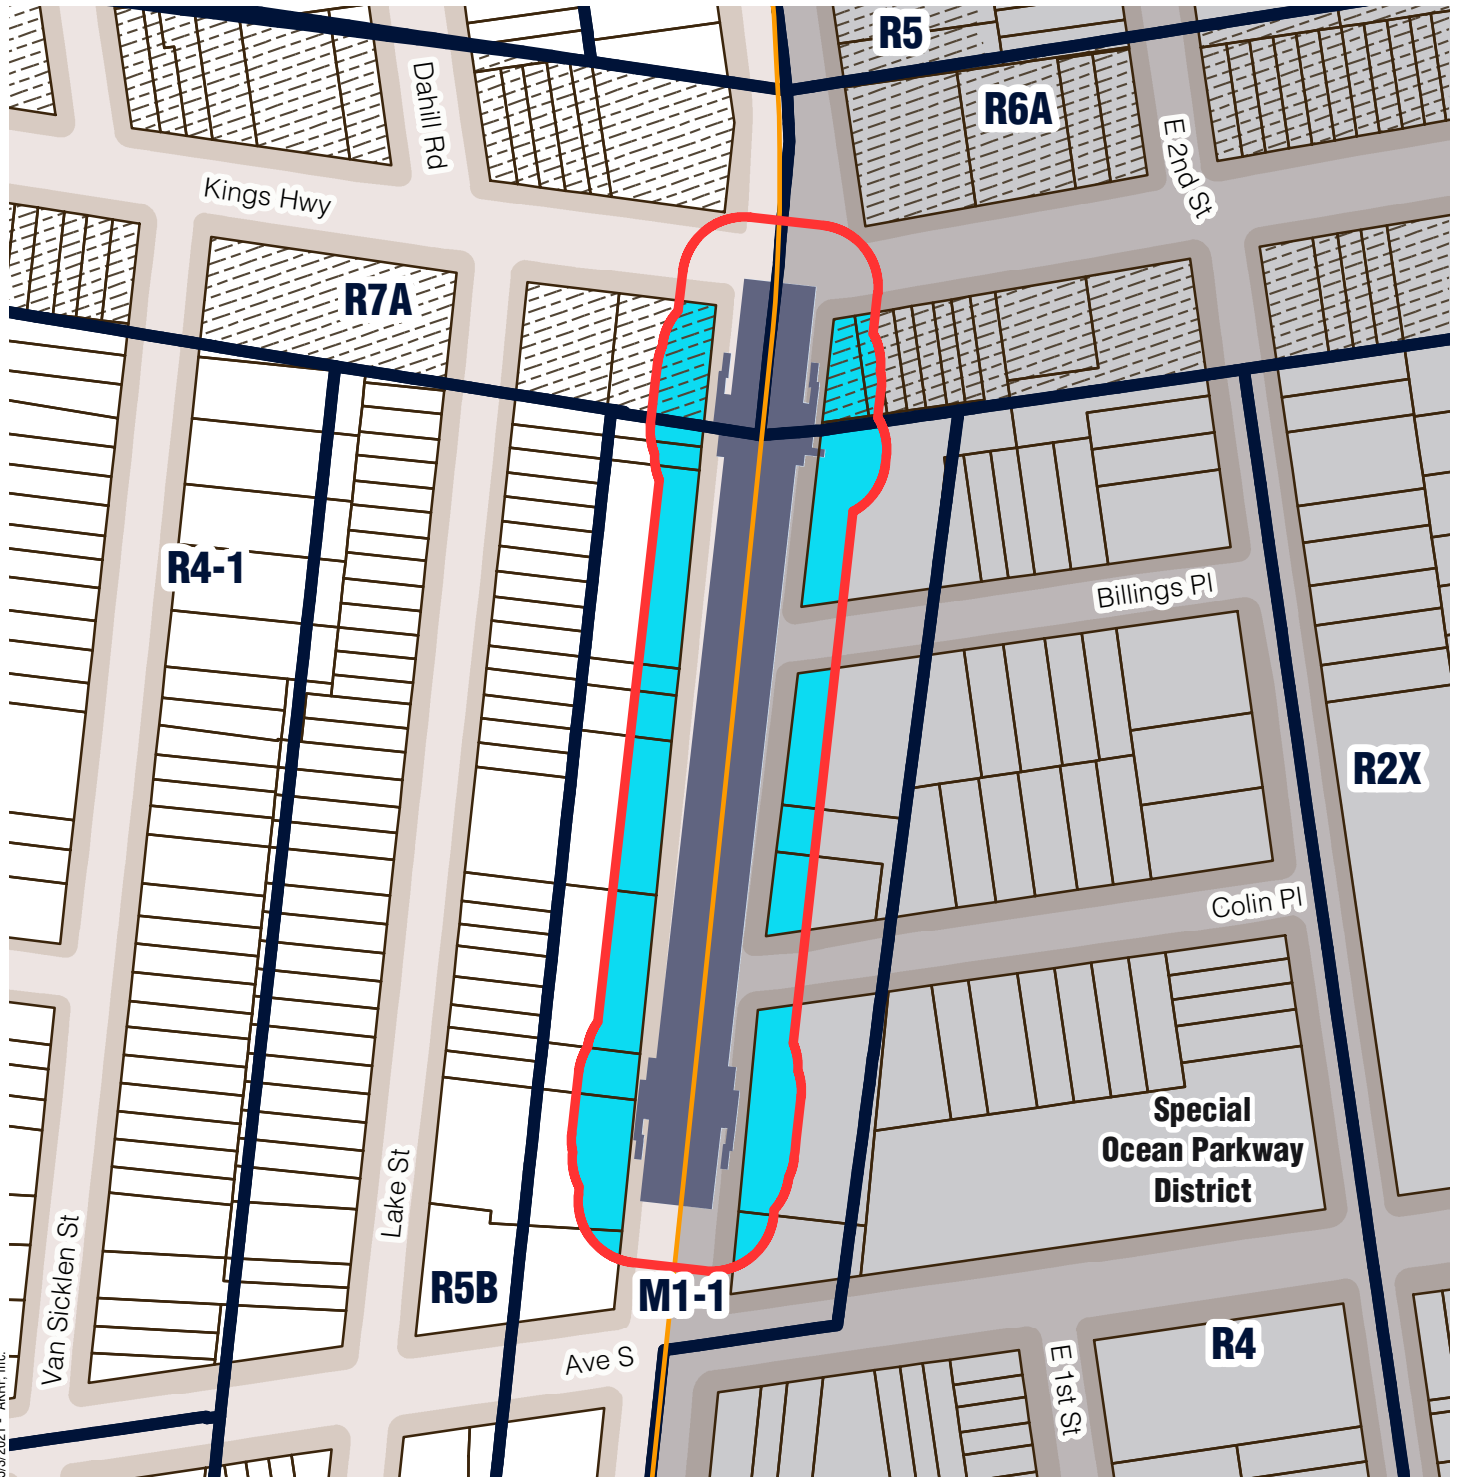 R5
R6A
Dahill Rd
E 2nd St
Kings Hwy
R7A
R4-1
Billings Pl
R2X
Colin Pl
Special
Ocean Parkway
District
Lake St
Van Sicklen St
R5B
M1-1
Ave S
E 1st St
R4